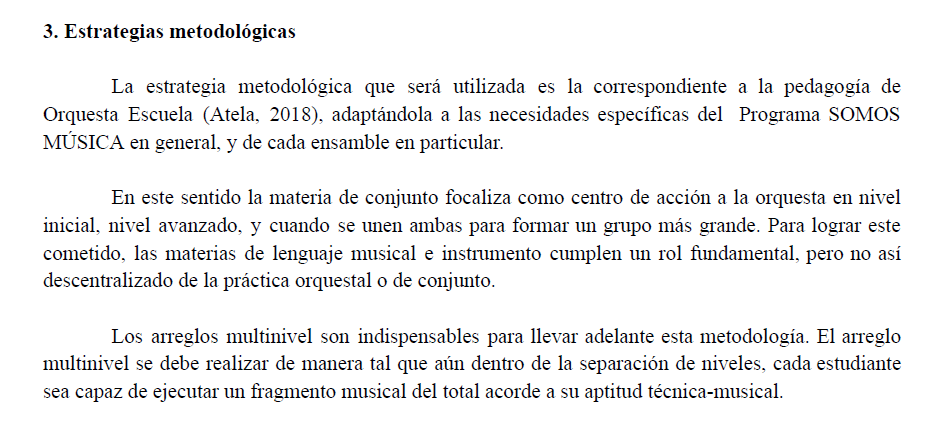 3. Estrategias metodológicas
La estrategia metodológica que será utilizada es la correspondiente a la pedagogía de
Orquesta Escuela (Atela, 2018), adaptándola a las necesidades específicas del Programa SOMOS
MÚSICA en general, y de cada ensamble en particular.
En este sentido la materia de conjunto focaliza como centro de acción a la orquesta en nivel
inicial, nivel avanzado, y cuando se unen ambas para formar un grupo más grande. Para lograr este
cometido, las materias de lenguaje musical e instrumento cumplen un rol fundamental, pero no así
descentralizado de la práctica orquestal o de conjunto.
Los arreglos multinivel son indispensables para llevar adelante esta metodología. El arreglo
multinivel se debe realizar de manera tal que aún dentro de la separación de niveles, cada estudiante
sea capaz de ejecutar un fragmento musical del total acorde a su aptitud técnica-musical.